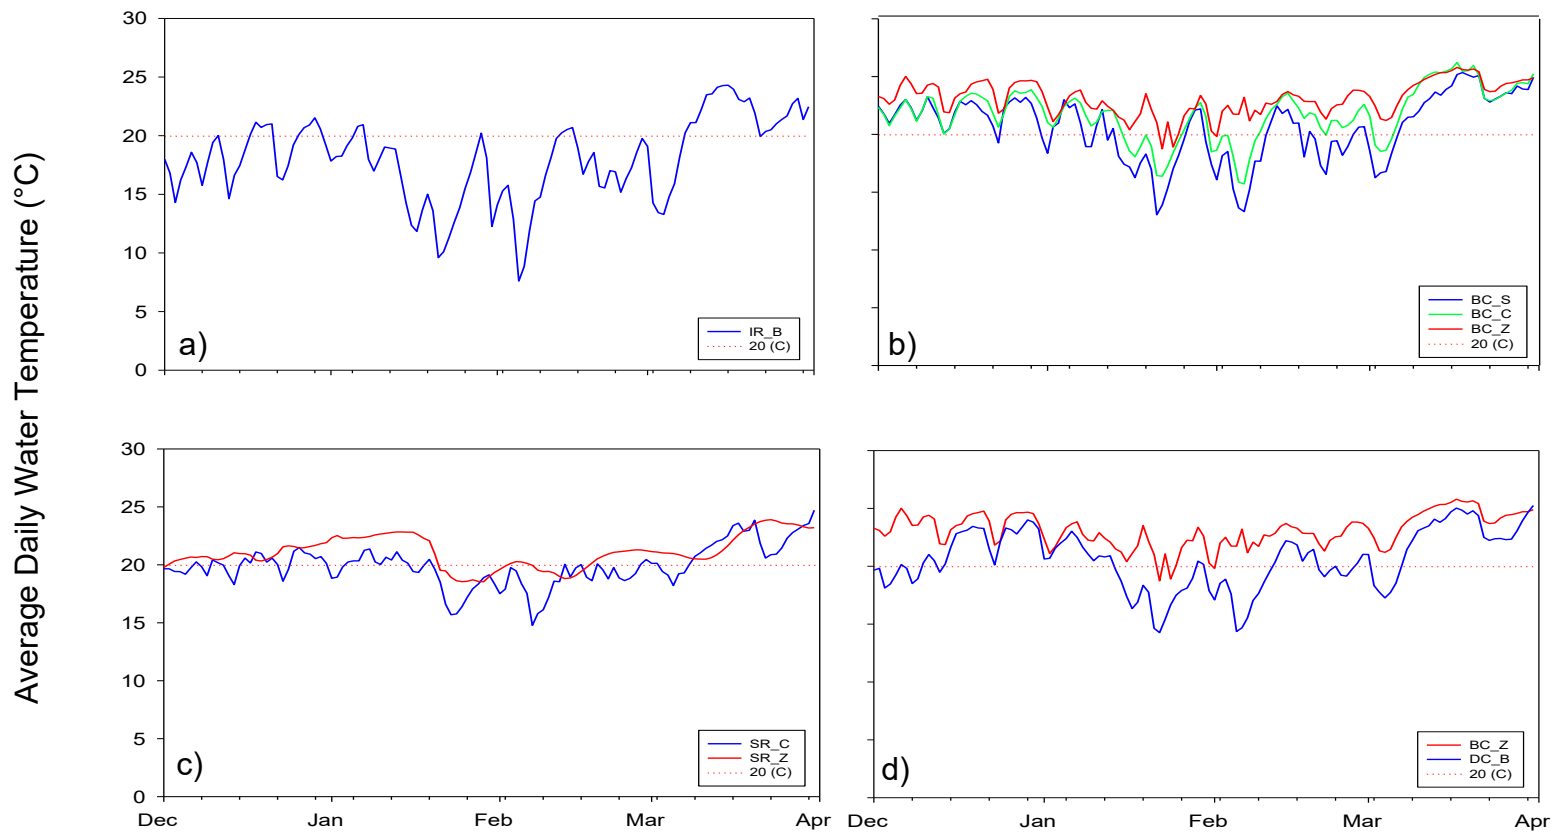 Average Daily Water Temperature (°C)
30
25
20
15
10
5
0
a)
IR_B
20 (C)
b)
BC_S
BC_C
BC_Z
20 (C)
30
25
20
15
10
5
0
c)
SR_C
SR_Z
20 (C)
Dec Jan Feb Mar Apr
d)
BC_Z
DC_B
20 (C)
Dec Jan Feb Mar Apr